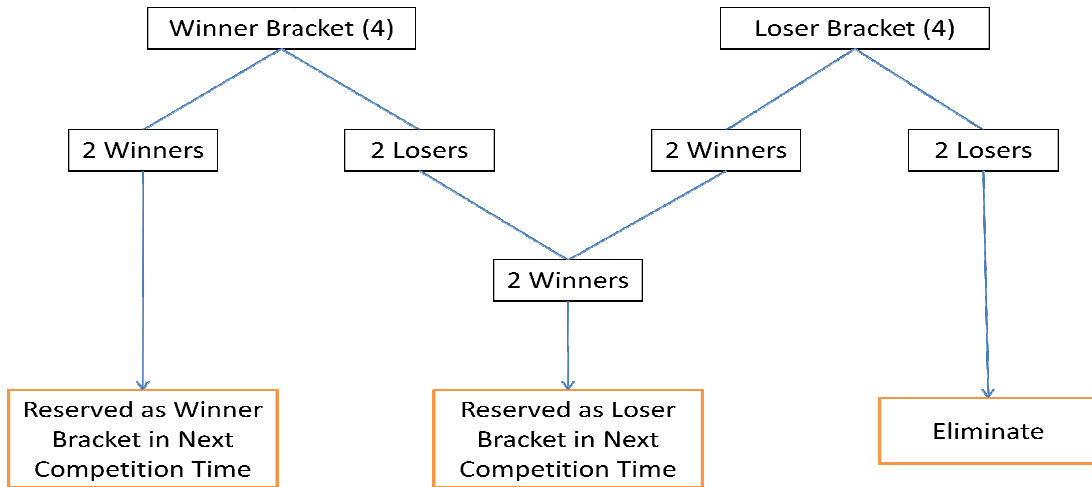 Winner Bracket (4)
Loser Bracket (4)
2 Winners
2 Losers
2 Winners
2 Losers
2 Winners
Reserved as Winner
Bracket in Next
Competition Time
Reserved as Loser
Bracket in Next
Competition Time
Eliminate